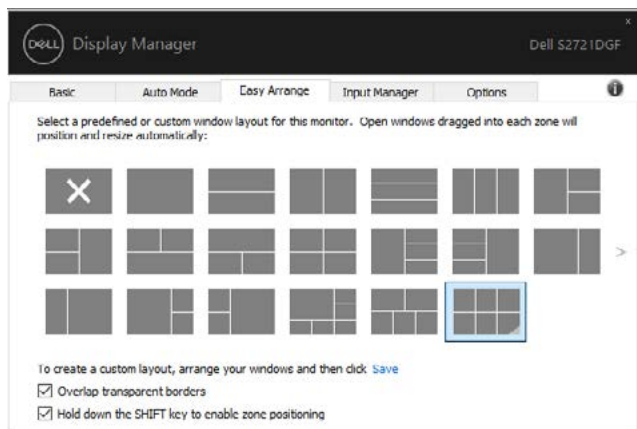 x
DELL Display Manager Dell S2721DGF
Basic Auto Mode Easy Arrange Input Manager Options i
Select a predefined or custom window layout for this monitor. Open windows dragged into each zone will
position and resize automatically:
>
To create a custom layout, arrange your windows and then click Save
Overlap transparent borders
Hold down the SHIFT key to enable zone positioning